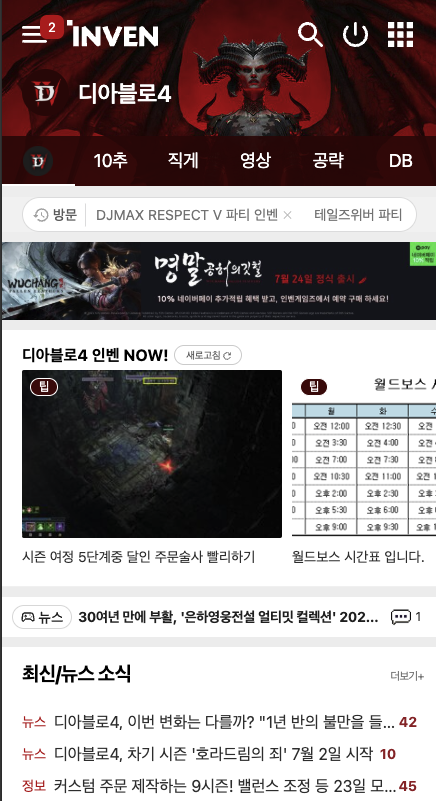 2
INVEN
디아블로4
10추 직게 영상 공략 DB
방문 DJMAX RESPECT V 파티 인벤 × 테일즈위버 파티
WUCHANG
FALLEN FEATHERS
명말 공허의 깃털 7월 24일 정식 출시
10% 네이버페이 추가적립 혜택 받고, 인벤게임즈에서 예약 구매 하세요!
pay
디아블로4 인벤 NOW! 새로고침
팁
시즌 여정 5단계중 달인 주문술사 빨리하기
팁
월드보스 시
월 화 수
오전 12:00 오전 12:30 오전
오전 3:30 오전 4:00 오전
오전 7:00 오전 7:30 오전
오전 10:30 오전 11:00
오후 2:00 오후 2:30 오후
오후 5:30 오후 6:00 오후
오후 9:00 오후 9:30 오후
월드보스 시간표 입니다.
뉴스 30여년 만에 부활, '은하영웅전설 얼티밋 컬렉션' 202... 1
최신/뉴스 소식 더보기+
뉴스 디아블로4, 이번 변화는 다를까? "1년 반의 불만을 들... 42
뉴스 디아블로4, 차기 시즌 '호라드림의 죄' 7월 2일 시작 10
정보 커스텀 주문 제작하는 9시즌! 밸런스 조정 등 23일 모... 45